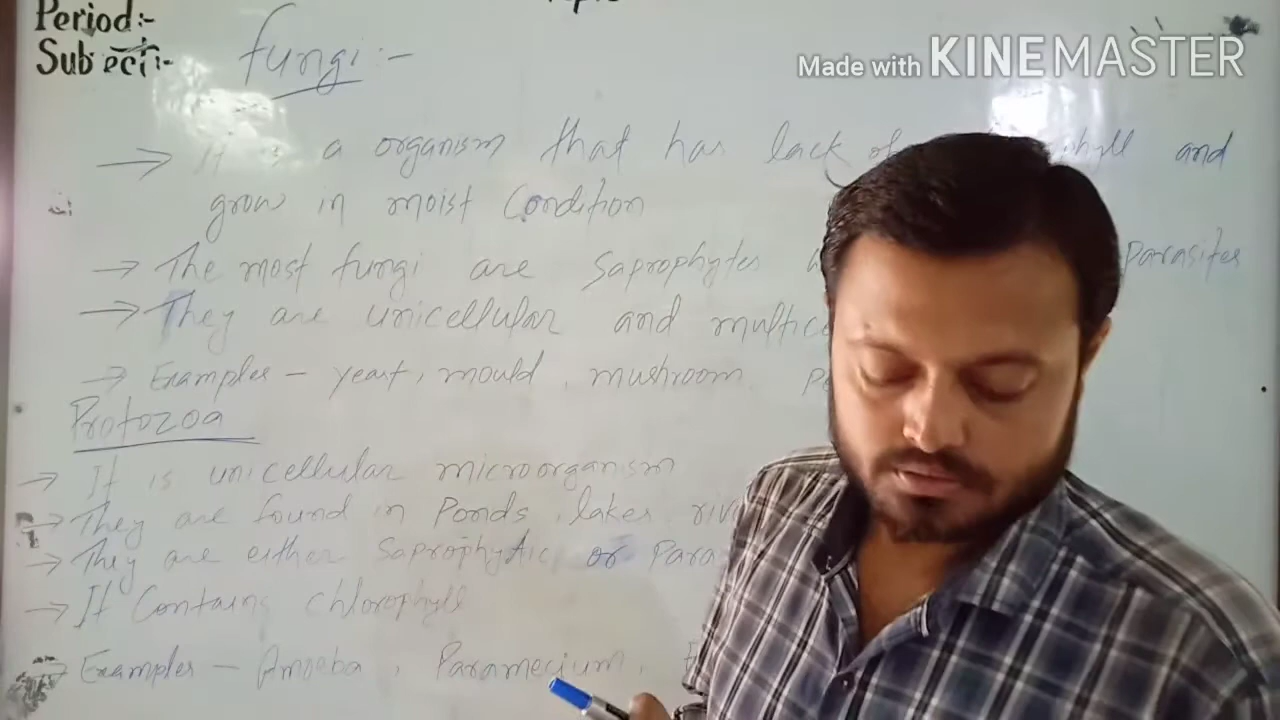 Topic
Period:-
Subject:-
Made with KINEMASTER
fungi :-
→ It is a organism that has lack of and
grow in moist Condition
→ The most fungi are Saprophytes Parasites
→ They are unicellular and
→ Examples - yeast, mould, mushroom
Protozoa
→ It is unicellular microorganism
→ They are found in Ponds, lakes
→ They are either Saprophytic or
→ It Contains chlorophyll
→ Examples - Amoeba, Paramecium,